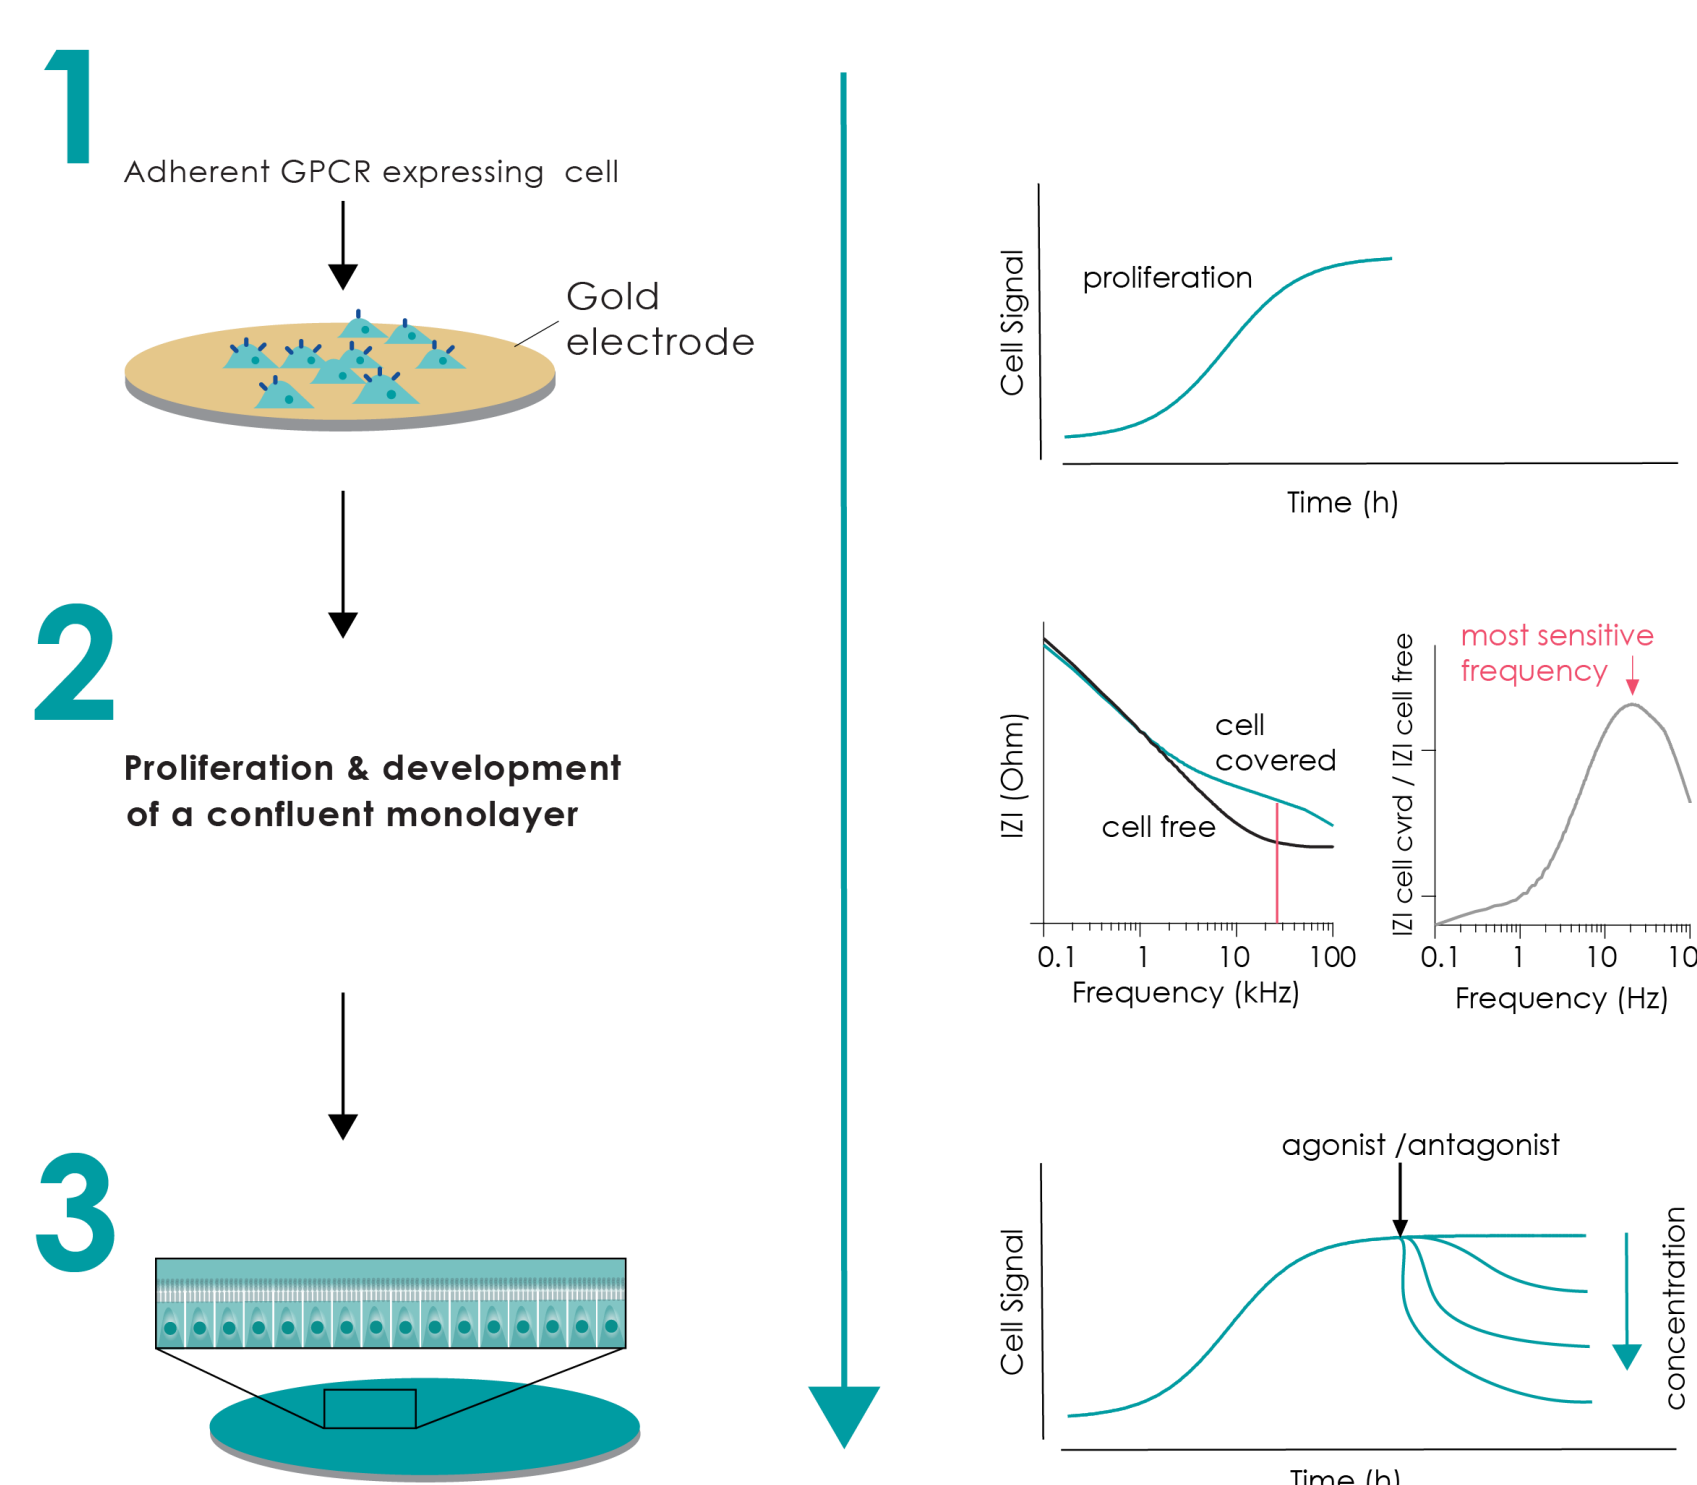 1
Adherent GPCR expressing cell
Gold
electrode
proliferation
Cell Signal
Time (h)
2
Proliferation & development
of a confluent monolayer
IZI (Ohm)
cell
covered
cell free
0.1 1 10 100
Frequency (kHz)
IZI cell cvrd / IZI cell free
most sensitive
frequency
0.1 1 10 10
Frequency (Hz)
3
agonist /antagonist
Cell Signal
concentration
Time (h)